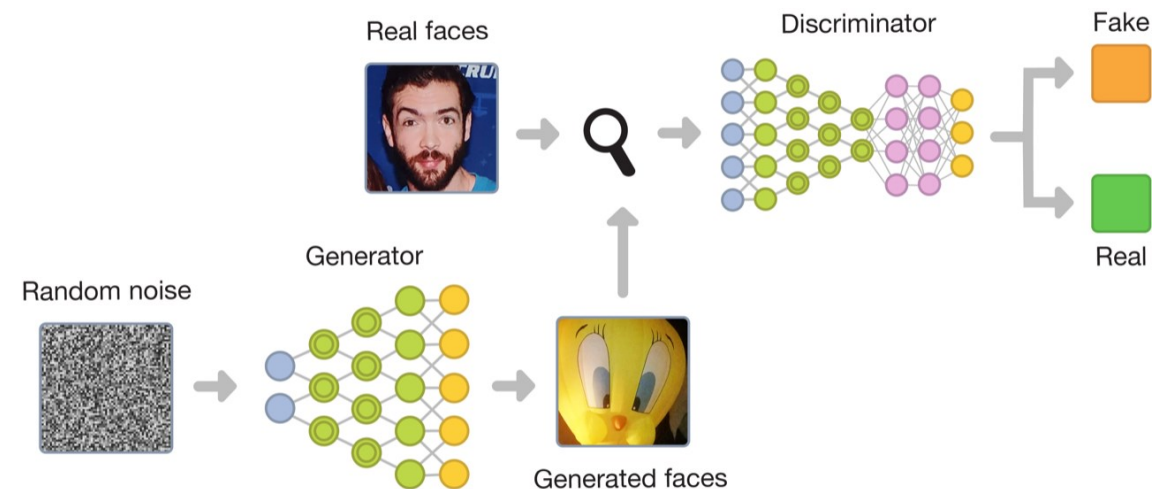 Real faces
Discriminator
Fake
Real
Generator
Random noise
Generated faces